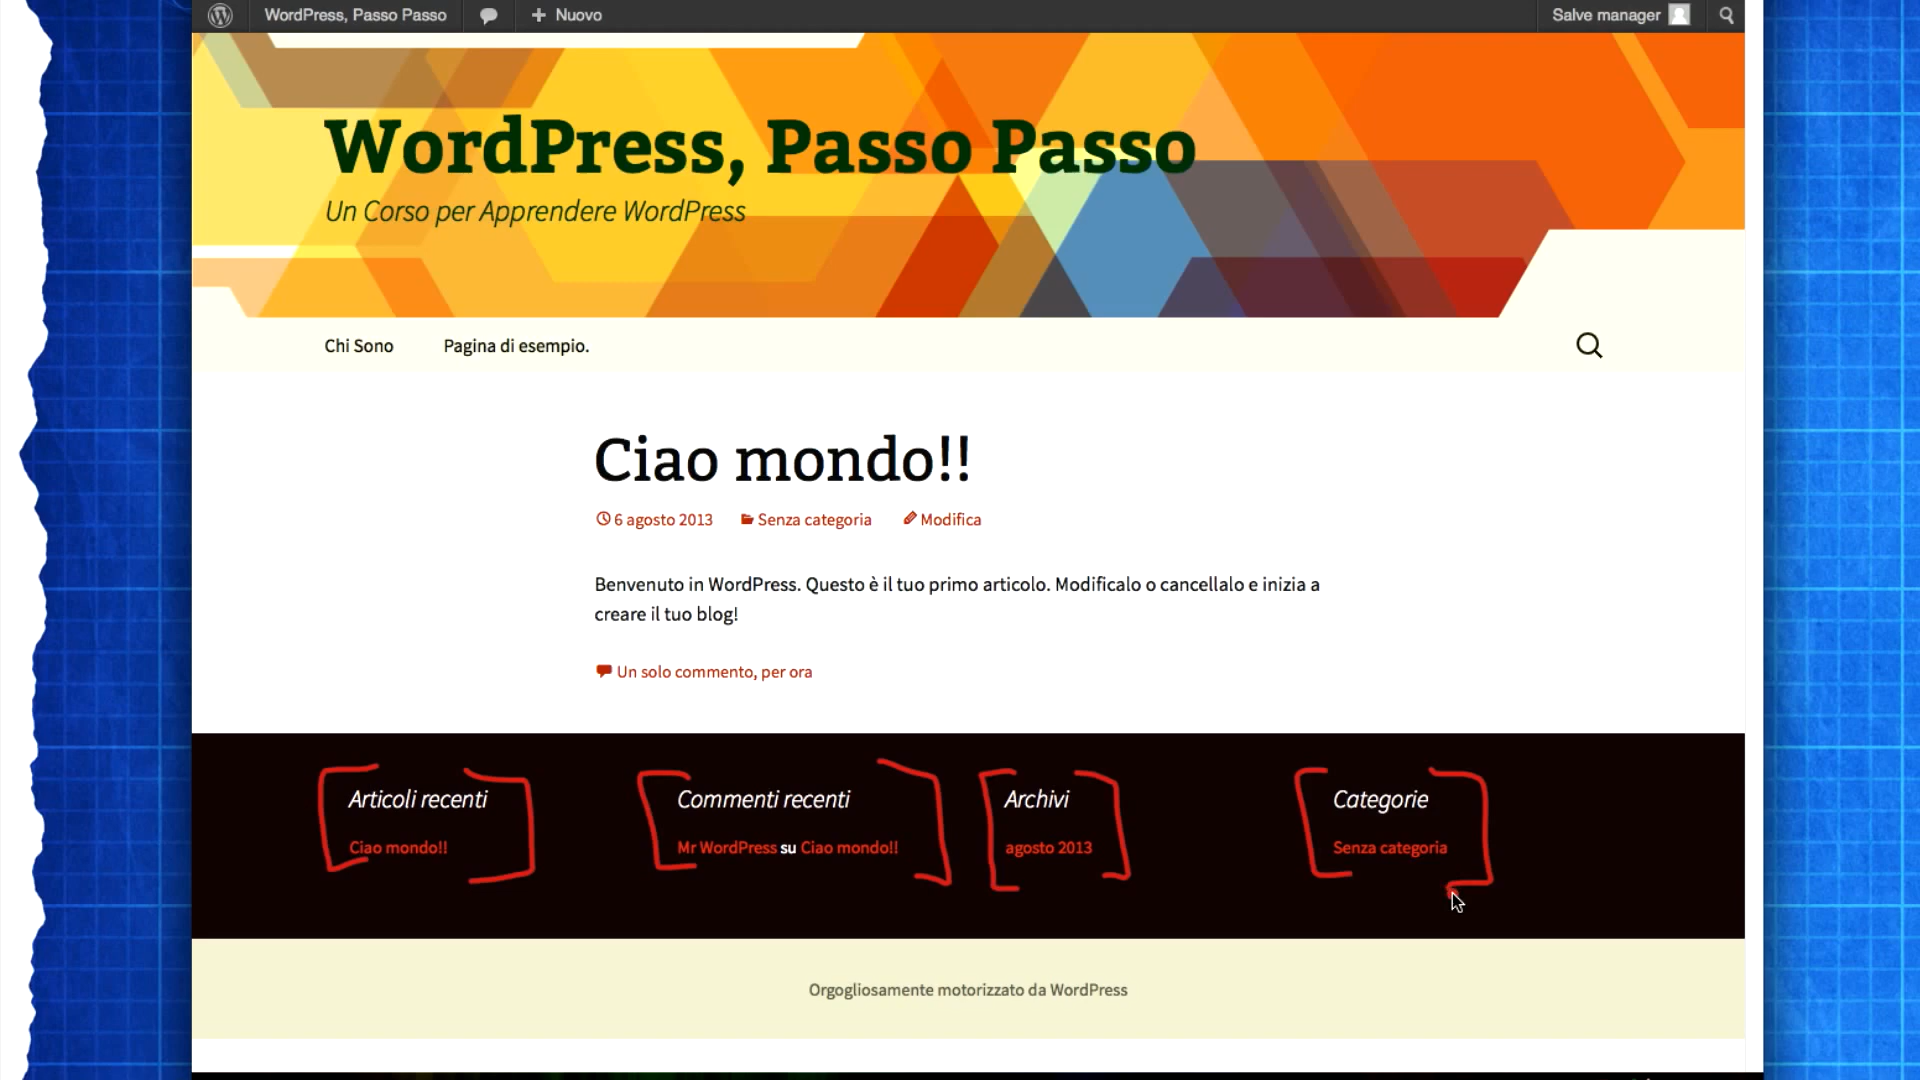 WordPress, Passo Passo
Nuovo
Salve manager
WordPress, Passo Passo
Un Corso per Apprendere WordPress
Chi Sono
Pagina di esempio.
Ciao mondo!!
6 agosto 2013
Senza categoria
Modifica
Benvenuto in WordPress. Questo è il tuo primo articolo. Modificalo o cancellalo e inizia a
creare il tuo blog!
Un solo commento, per ora
Articoli recenti
Ciao mondo!!
Commenti recenti
Mr WordPress su Ciao mondo!!
Archivi
agosto 2013
Categorie
Senza categoria
Orgogliosamente motorizzato da WordPress